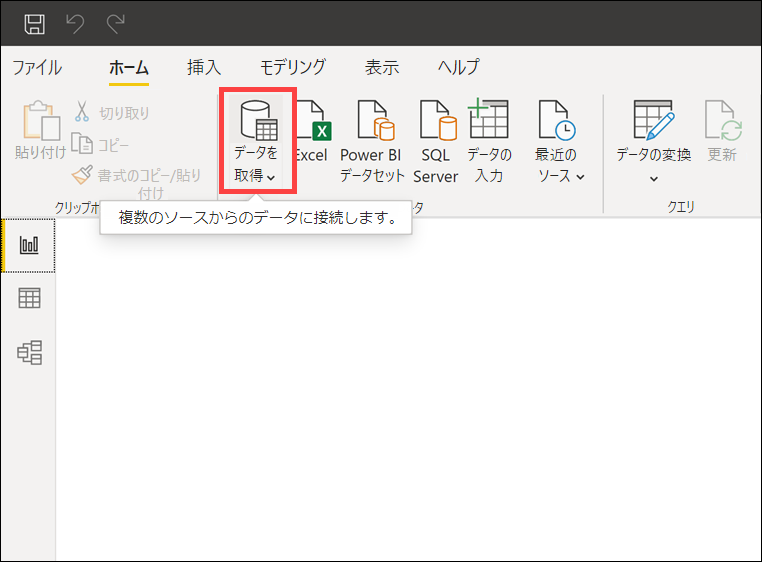 ファイル ホーム 挿入 モデリング 表示 ヘルプ
貼り付け
切り取り
コピー
書式のコピー/貼り
付け
データを
取得
Excel
Power BI
データセット
SQL
Server
データの
入力
最近の
ソース
データの変換
更新
クリップボ
タ
クエリ
複数のソースからのデータに接続します。